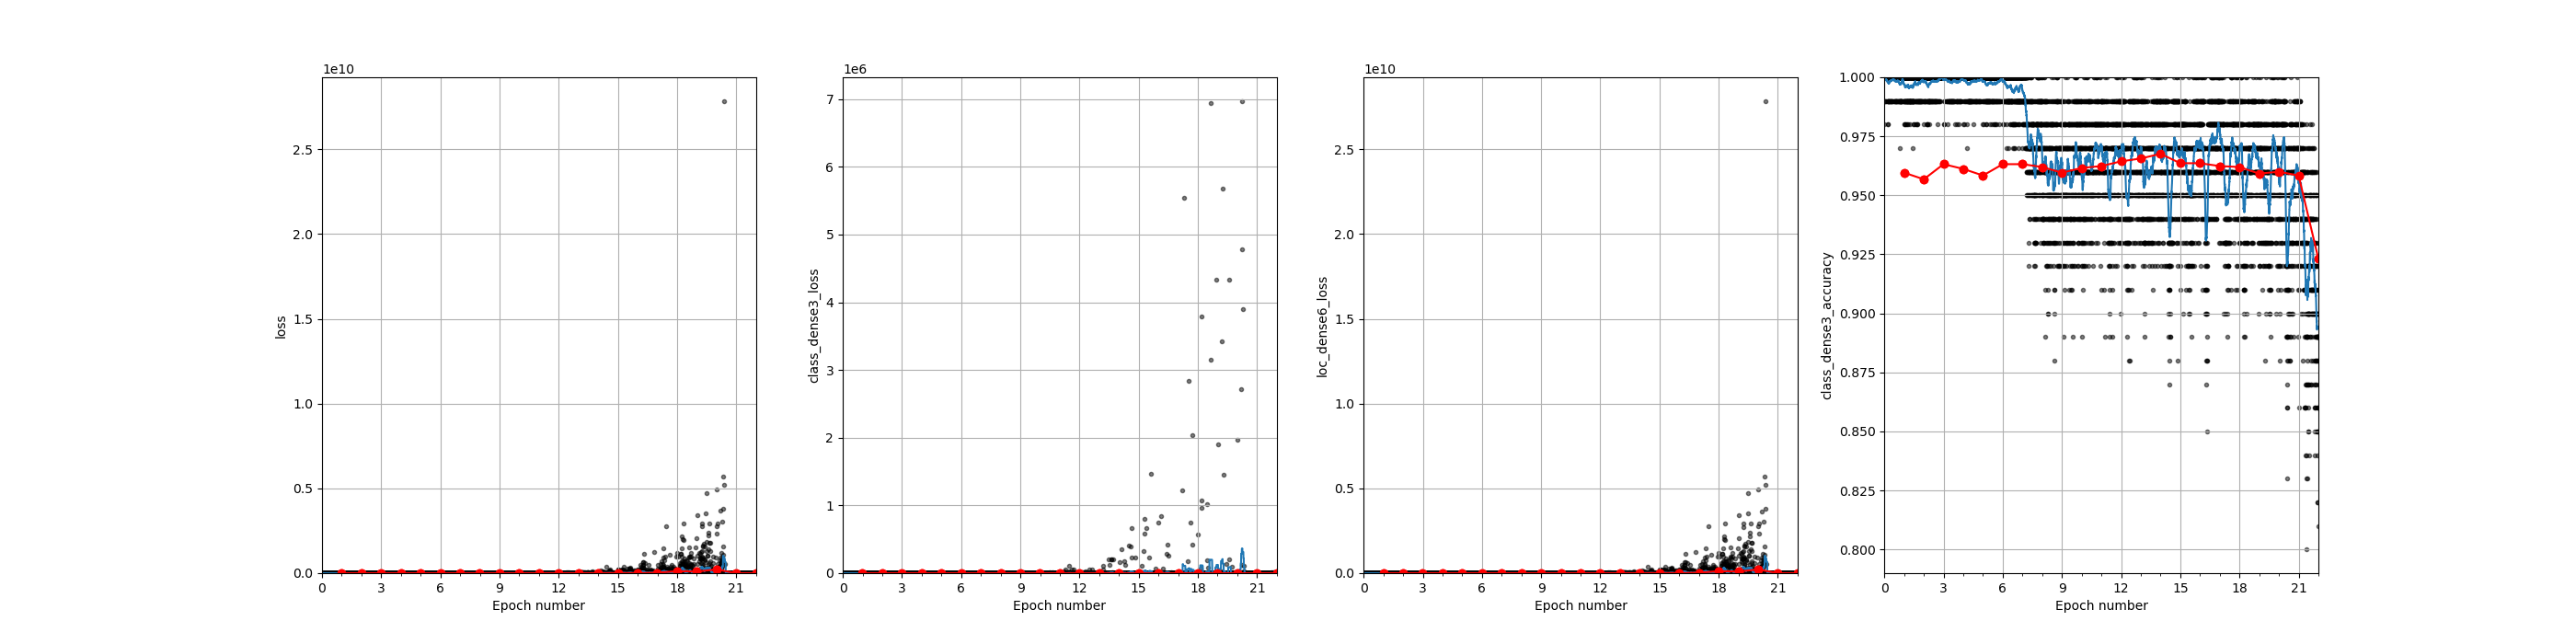 1e10
2.5
2.0
1.5
1.0
0.5
0.0
loss
0 3 6 9 12 15 18 21
Epoch number
1e6
7
6
5
4
3
2
1
0
class_dense3_loss
0 3 6 9 12 15 18 21
Epoch number
1e10
2.5
2.0
1.5
1.0
0.5
0.0
loc_dense6_loss
0 3 6 9 12 15 18 21
Epoch number
1.000
0.975
0.950
0.925
0.900
0.875
0.850
0.825
0.800
class_dense3_accuracy
0 3 6 9 12 15 18 21
Epoch number